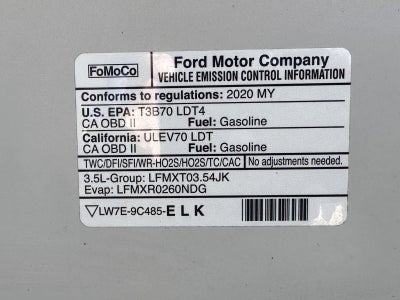 FoMoCo
Ford Motor Company
VEHICLE EMISSION CONTROL INFORMATION
Conforms to regulations: 2020 MY
U.S. EPA: T3B70 LDT4
CA OBD II Fuel: Gasoline
California: ULEV70 LDT
CA OBD II Fuel: Gasoline
TWC/DFI/SFI/WR-HO2S/HO2S/TC/CAC No adjustments needed.
3.5L-Group: LFMXT03.54JK
Evap: LFMXR0260NDG
LW7E-9C485-ELK